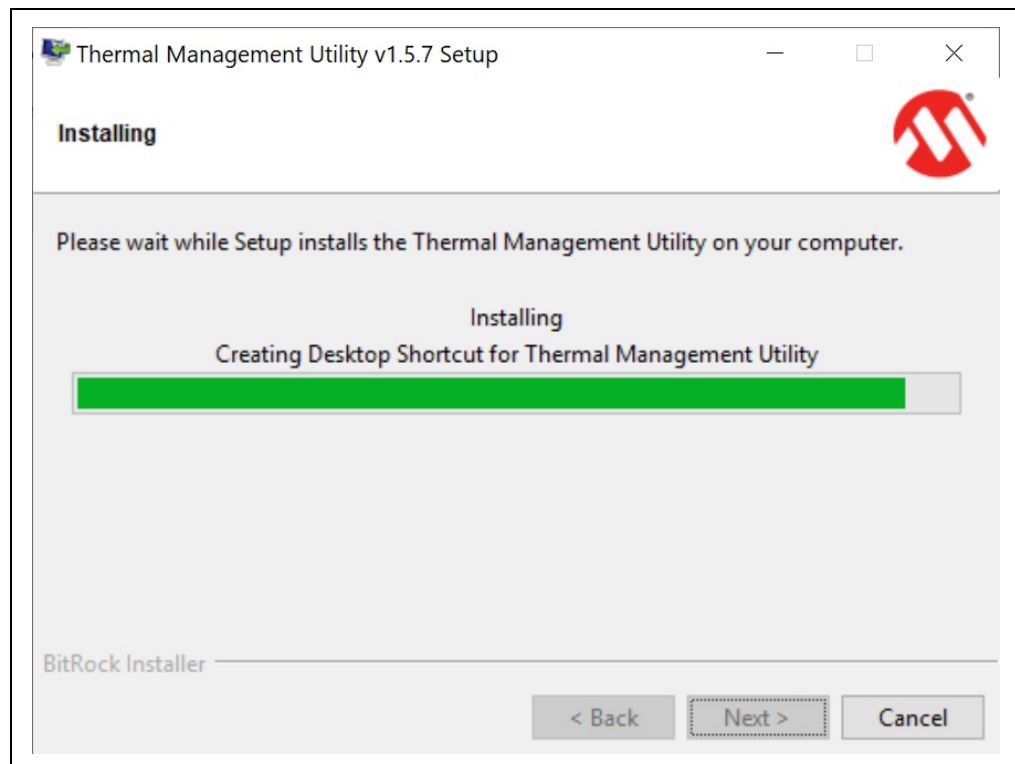 Thermal Management Utility v1.5.7 Setup
Installing
Please wait while Setup installs the Thermal Management Utility on your computer.
Installing
Creating Desktop Shortcut for Thermal Management Utility
BitRock Installer
< Back Next > Cancel